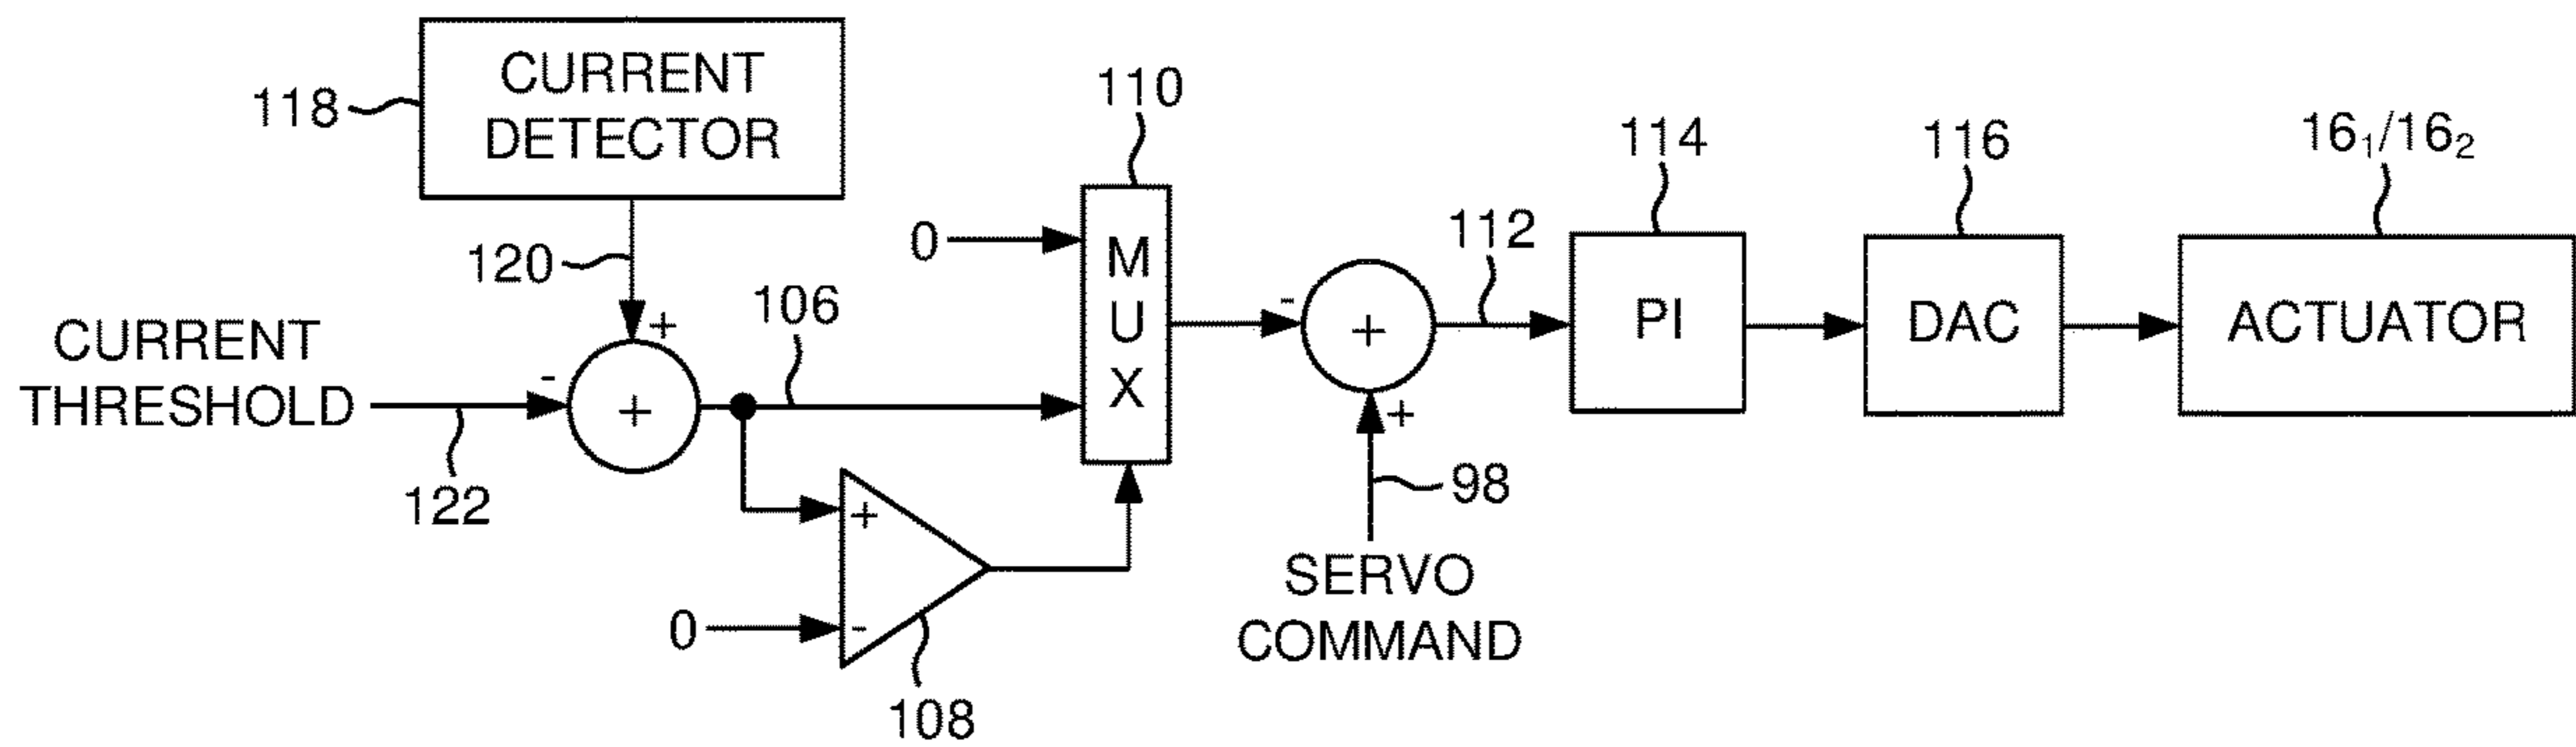 CURRENT
DETECTOR
118
120
+
CURRENT
THRESHOLD
-
122
+
106
0
110
M
U
X
+
0
-
108
-
+
+
98
SERVO
COMMAND
112
114
PI
116
DAC
16₁/16₂
ACTUATOR